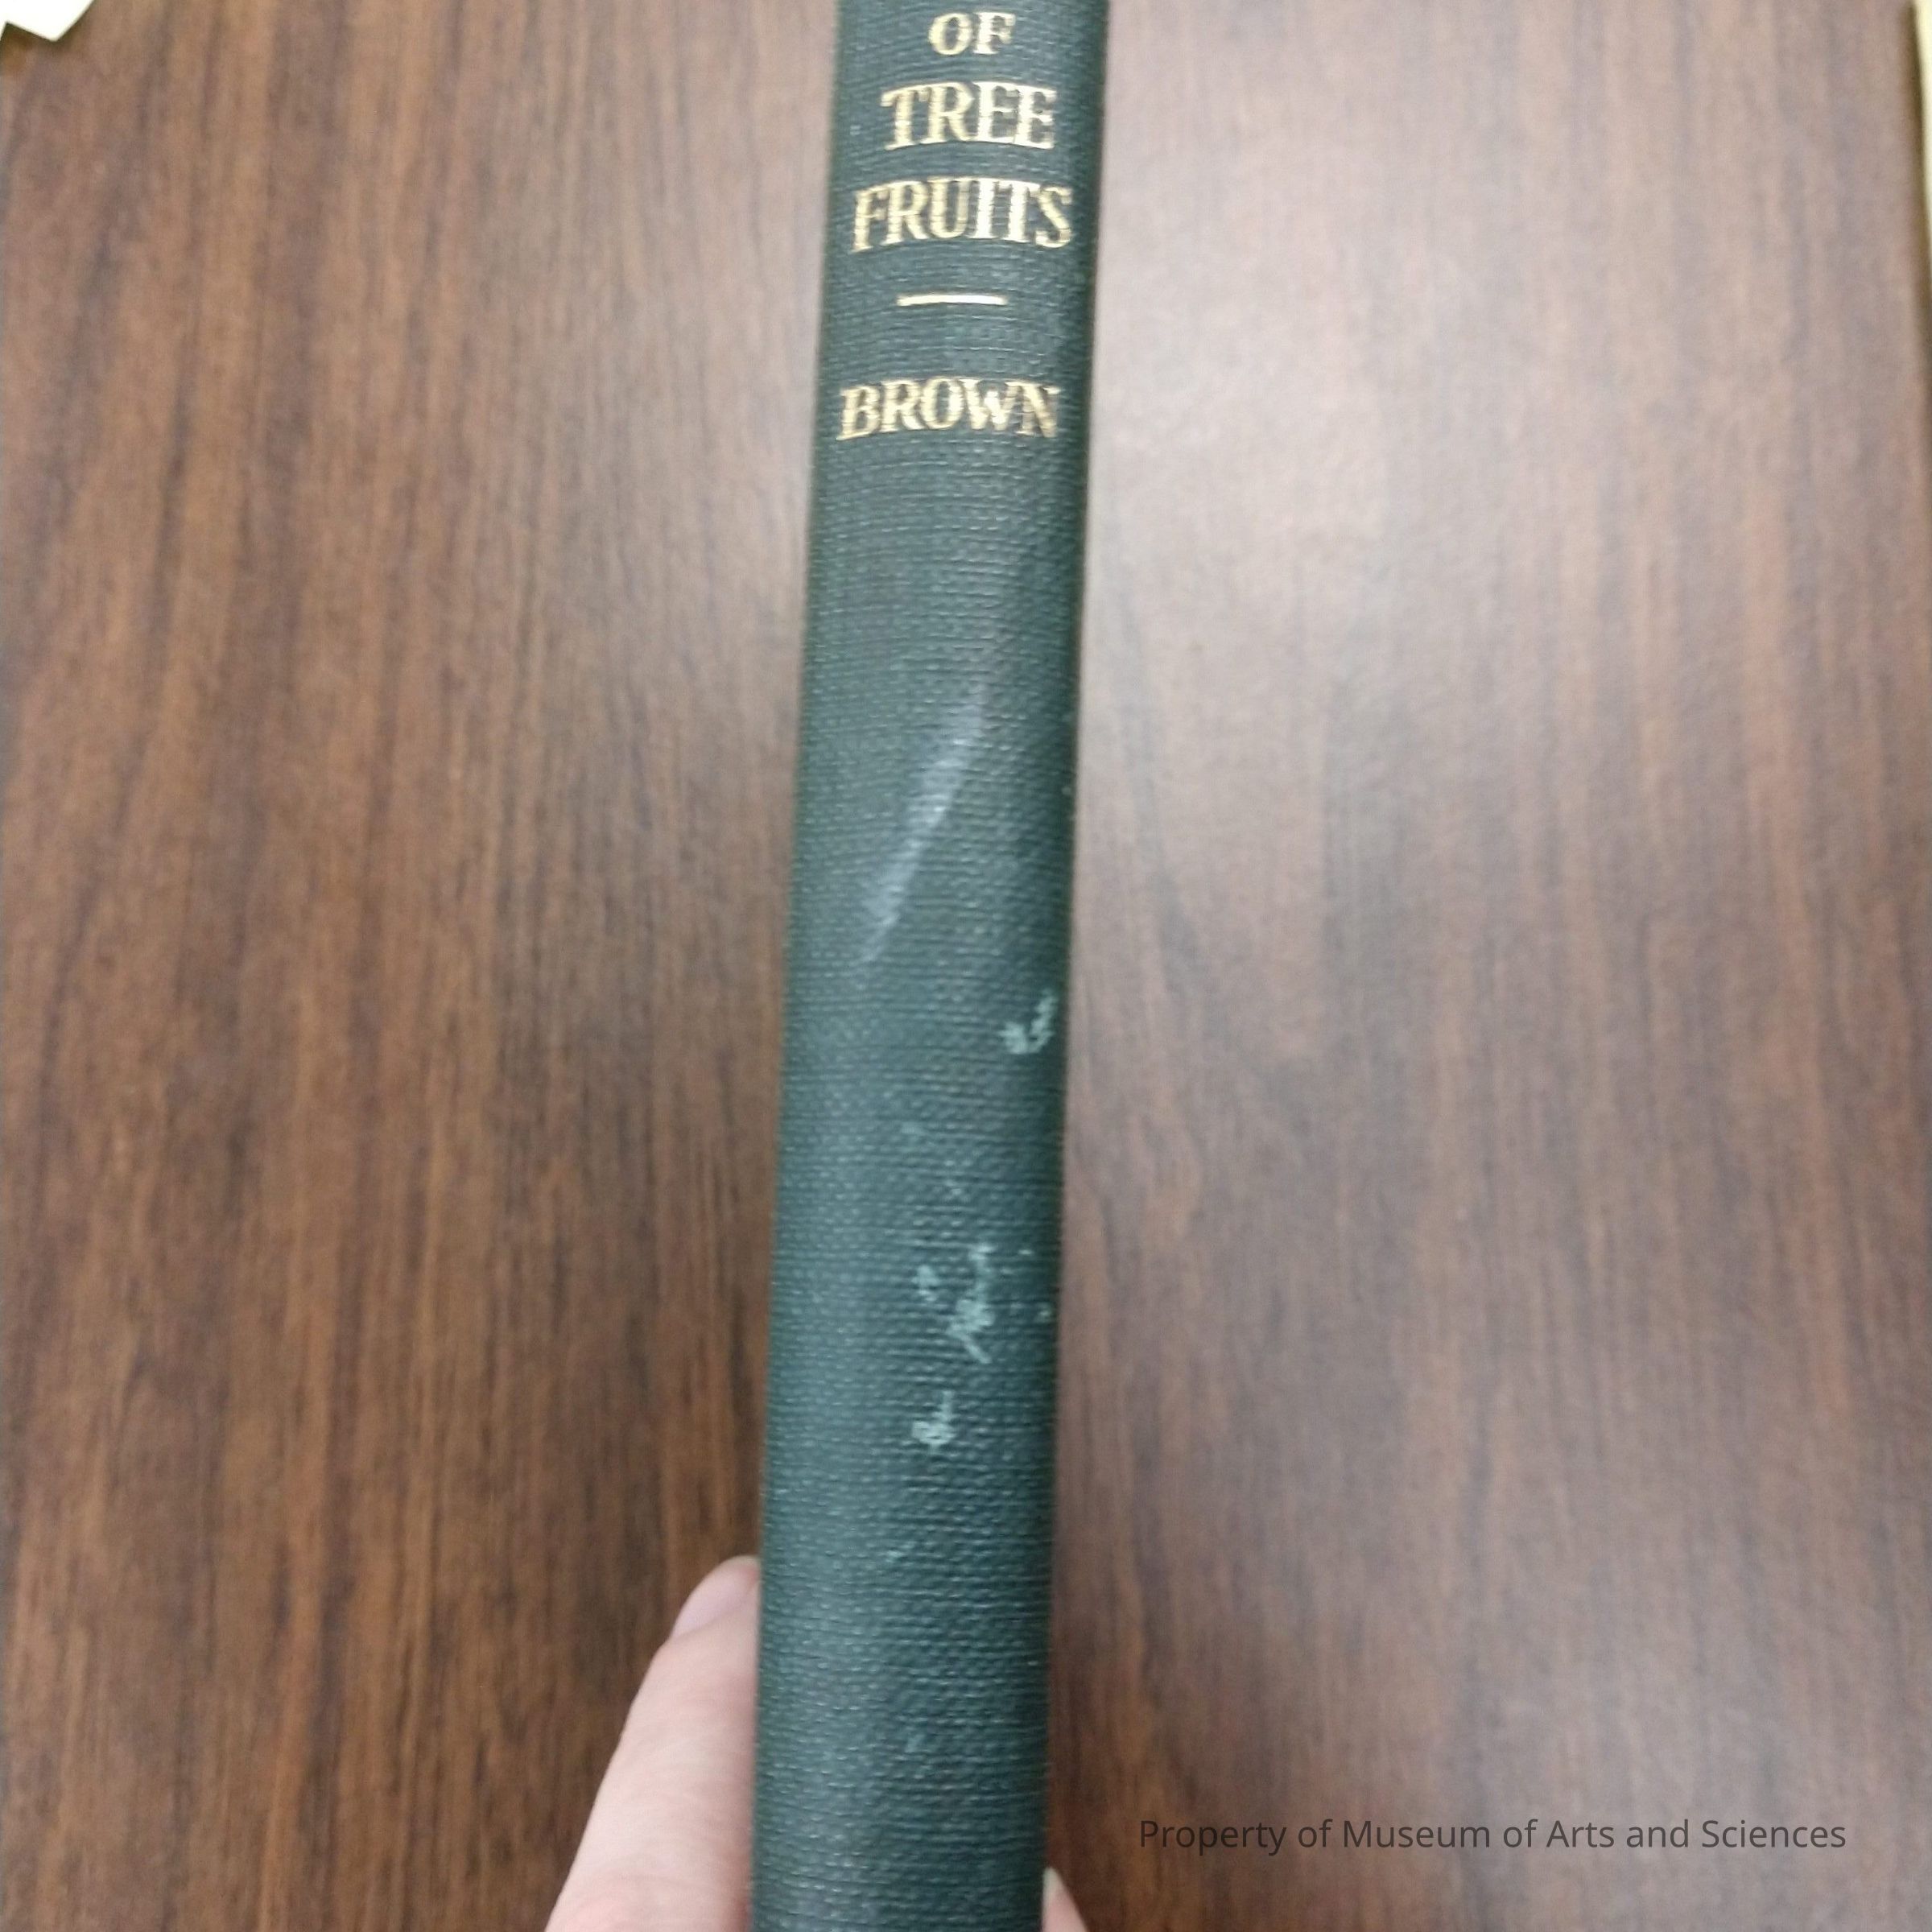 OF
TREE
FRUITS
BROWN
Property of Museum of Arts and Sciences